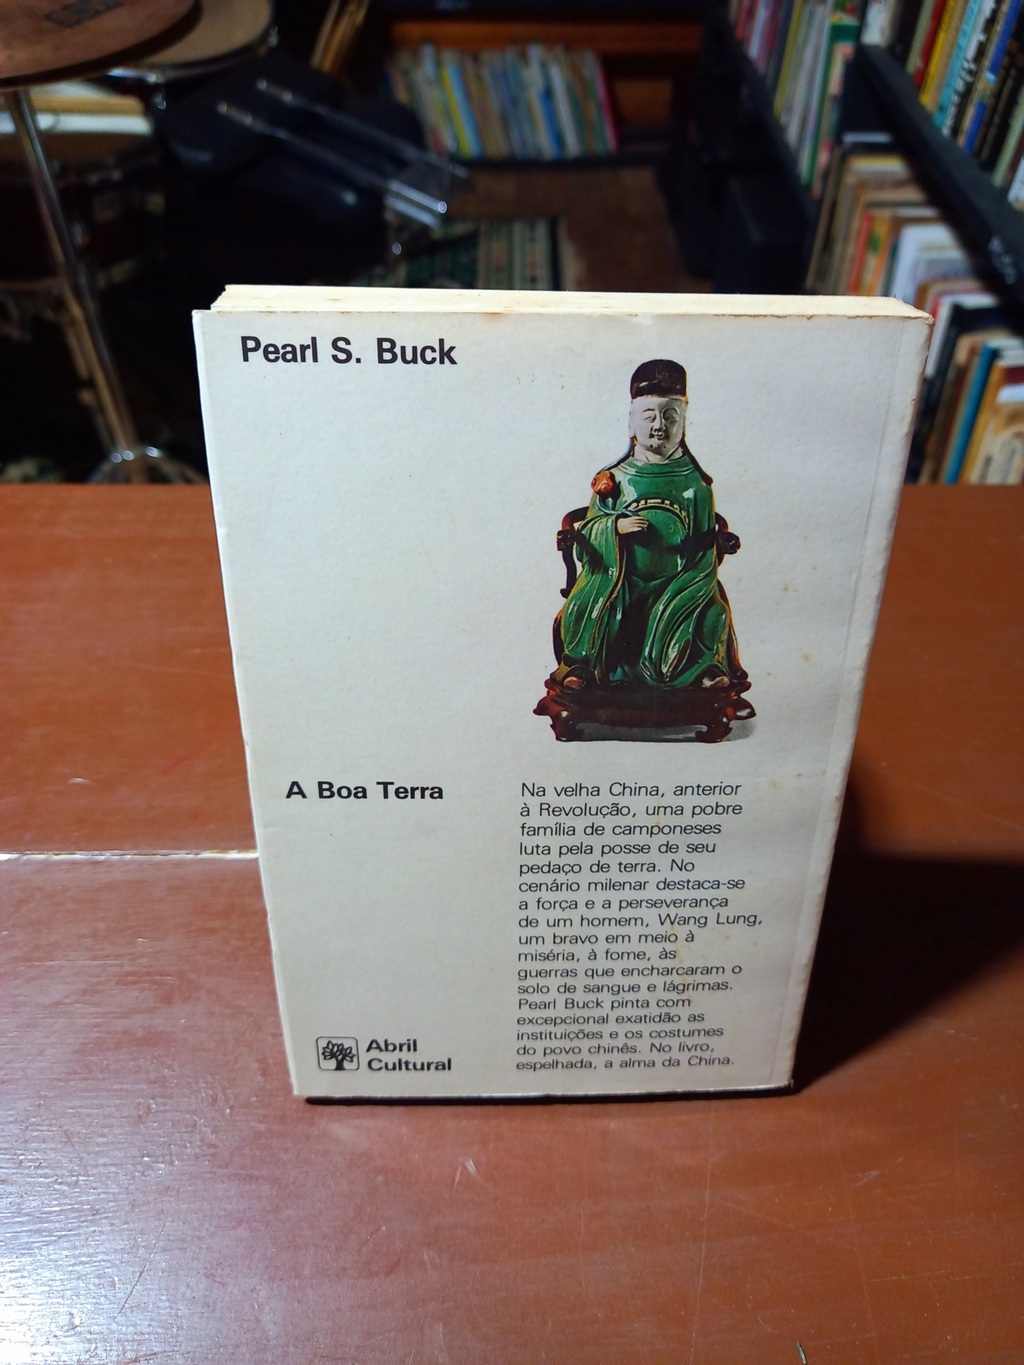 Pearl S. Buck
A Boa Terra
Na velha China, anterior
à Revolução, uma pobre
família de camponeses
luta pela posse de seu
pedaço de terra. No
cenário milenar destaca-se
a força e a perseverança
de um homem, Wang Lung,
um bravo em meio à
miséria, à fome, às
guerras que encharcaram o
solo de sangue e lágrimas.
Pearl Buck pinta com
excepcional exatidão as
instituições e os costumes
do povo chinês. No livro,
espelhada, a alma da China.
Abril
Cultural